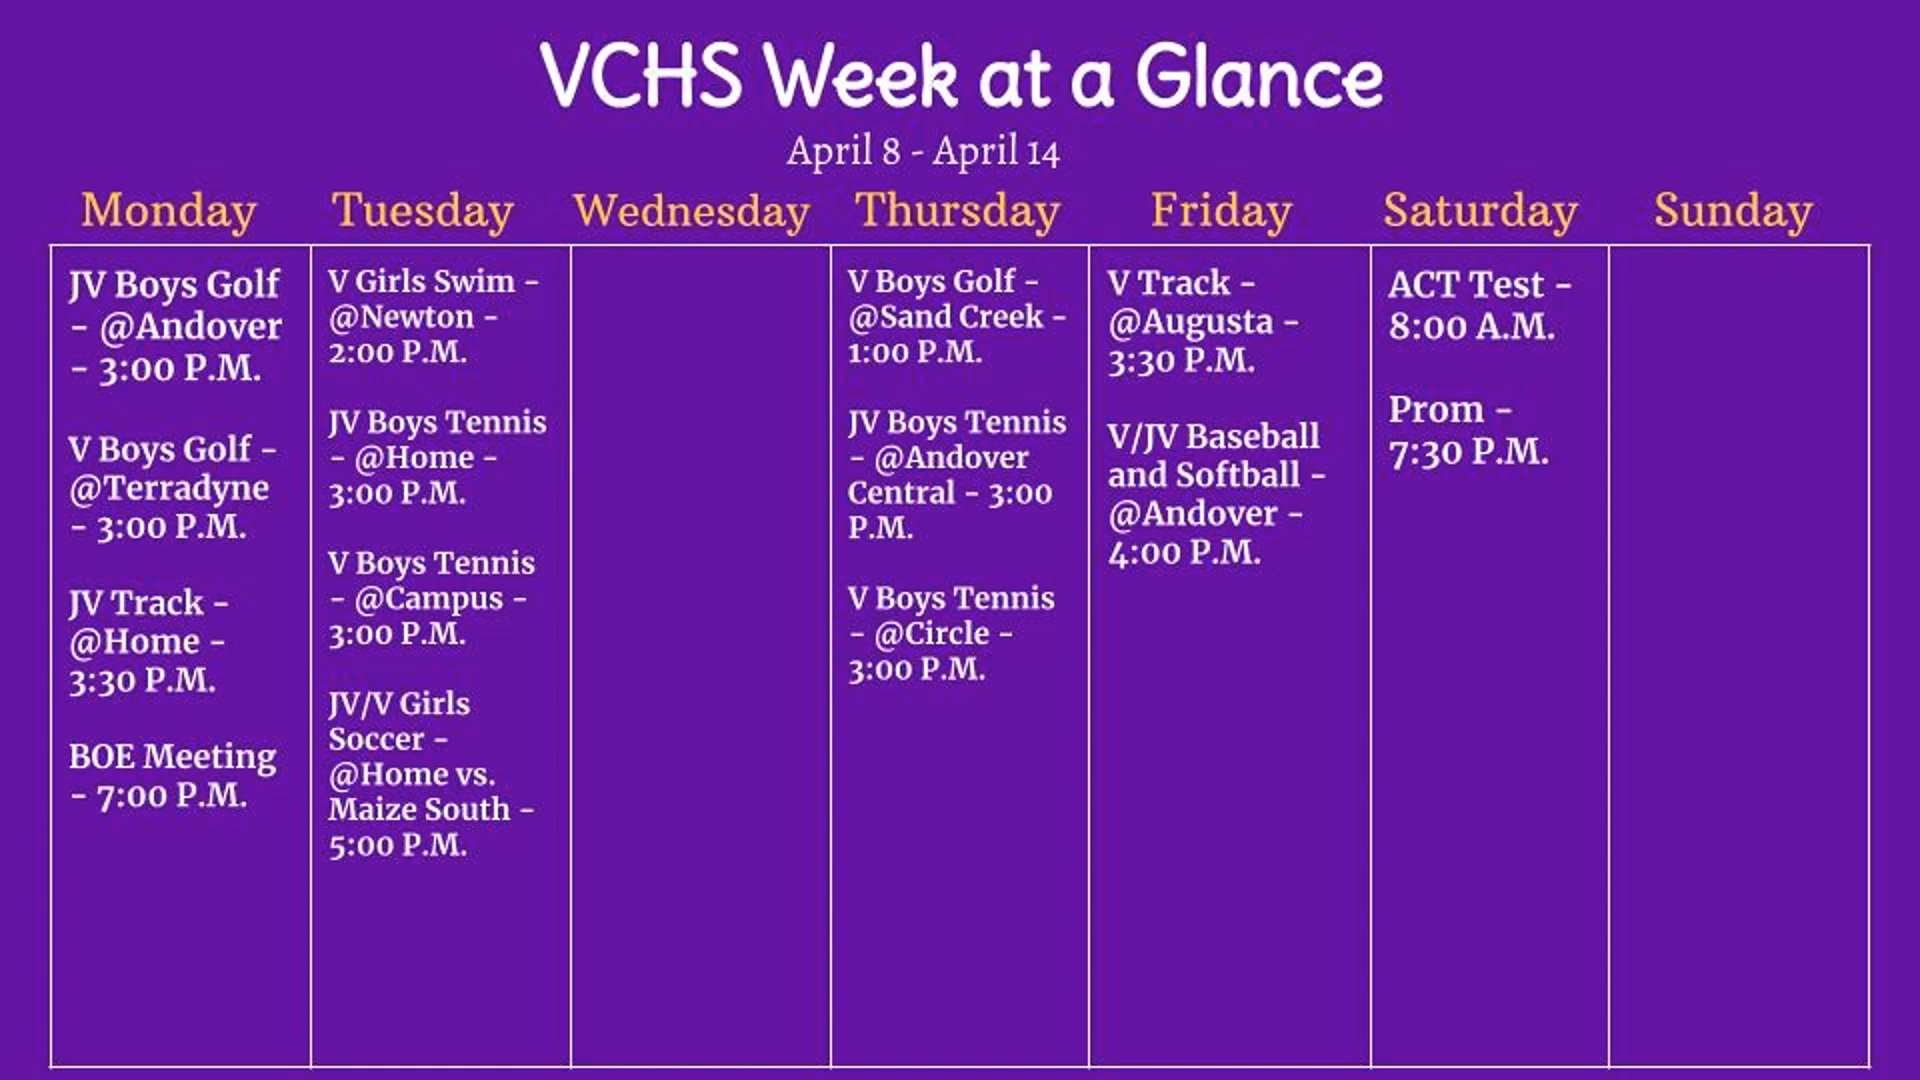 VCHS Week at a Glance
April 8 - April 14
Monday
Tuesday
Wednesday
Thursday
Friday
Saturday
Sunday
JV Boys Golf
- @Andover
- 3:00 P.M.
V Boys Golf -
@Terradyne
- 3:00 P.M.
JV Track -
@Home -
3:30 P.M.
BOE Meeting
- 7:00 P.M.
V Girls Swim -
@Newton -
2:00 P.M.
JV Boys Tennis
- @Home -
3:00 P.M.
V Boys Tennis
- @Campus -
3:00 P.M.
JV/V Girls
Soccer -
@Home vs.
Maize South -
5:00 P.M.
V Boys Golf -
@Sand Creek -
1:00 P.M.
JV Boys Tennis
- @Andover
Central - 3:00
P.M.
V Boys Tennis
- @Circle -
3:00 P.M.
V Track -
@Augusta -
3:30 P.M.
V/JV Baseball
and Softball -
@Andover -
4:00 P.M.
ACT Test -
8:00 A.M.
Prom -
7:30 P.M.